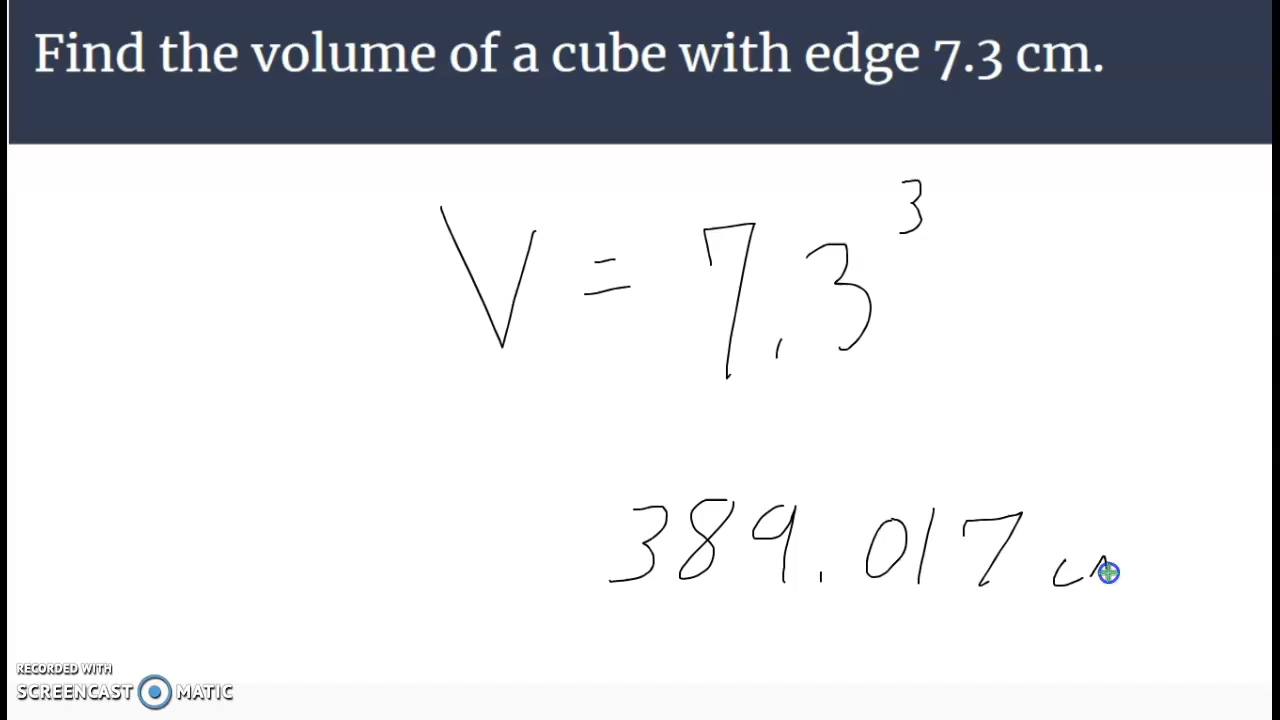 Find the volume of a cube with edge 7.3 cm.
V = 7.3³
389.017
RECORDED WITH
SCREENCAST MATIC